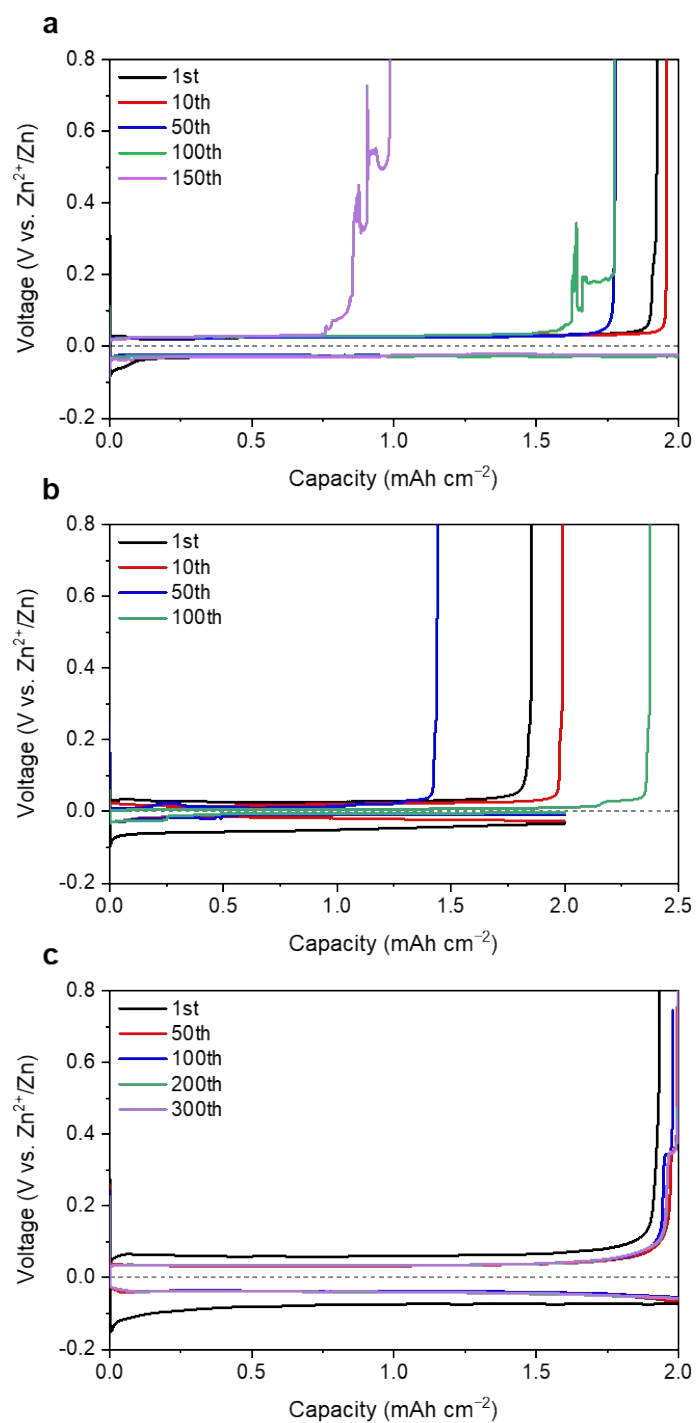 a
0.8
0.6
0.4
0.2
0.0
-0.2
Voltage (V vs. Zn²⁺/Zn)
1st
10th
50th
100th
150th
0.0
0.5
1.0
1.5
2.0
Capacity (mAh cm⁻²)
b
0.8
0.6
0.4
0.2
0.0
-0.2
Voltage (V vs. Zn²⁺/Zn)
1st
10th
50th
100th
0.0
0.5
1.0
1.5
2.0
2.5
Capacity (mAh cm⁻²)
c
0.8
0.6
0.4
0.2
0.0
-0.2
Voltage (V vs. Zn²⁺/Zn)
1st
50th
100th
200th
300th
0.0
0.5
1.0
1.5
2.0
Capacity (mAh cm⁻²)